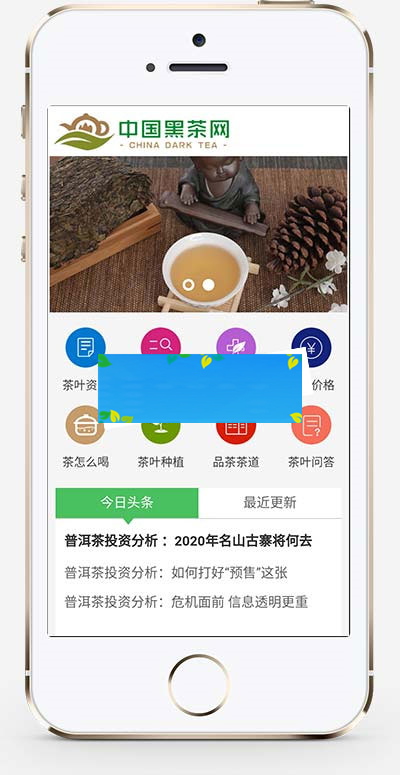 中国黑茶网
- CHINA DARK TEA -
茶叶资
价格
茶怎么喝
茶叶种植
品茶茶道
茶叶问答
今日头条
最近更新
普洱茶投资分析： 2020年名山古寨将何去
普洱茶投资分析：如何打好“预售”这张
普洱茶投资分析：危机面前 信息透明更重